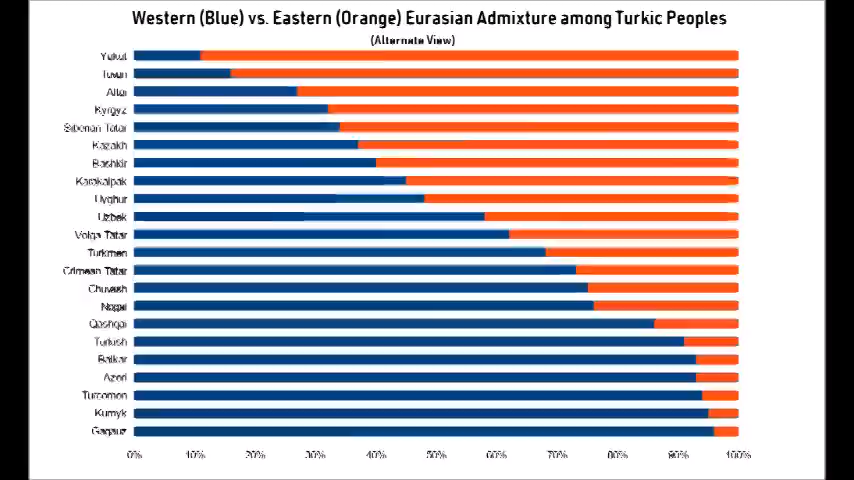 Western (Blue) vs. Eastern (Orange) Eurasian Admixture among Turkic Peoples
(Alternate View)
Yakut
Tuvan
Altai
Kyrgyz
Siberian Tatar
Kazakh
Bashkir
Karakalpak
Uyghur
Uzbek
Volga Tatar
Turkmen
Crimean Tatar
Chuvash
Nogai
Qashqai
Turkish
Balkar
Azeri
Turcoman
Kumyk
Gagauz
0% 10% 20% 30% 40% 50% 60% 70% 80% 90% 100%